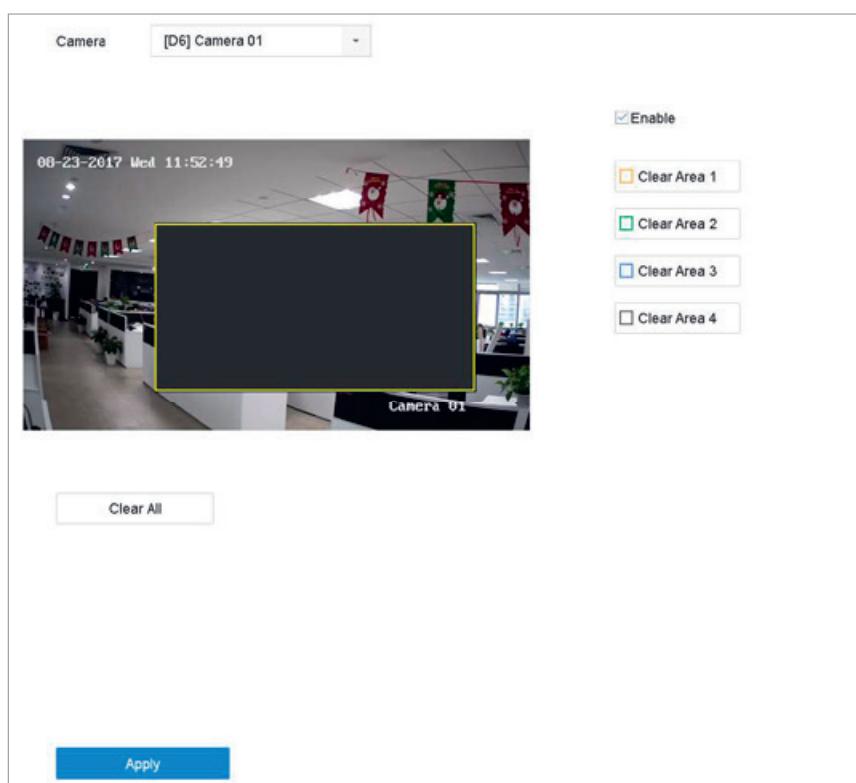 Camera [D6] Camera 01
Enable
08-23-2017 Wed 11:52:49
Clear Area 1
Clear Area 2
Clear Area 3
Clear Area 4
Camera 01
Clear All
Apply